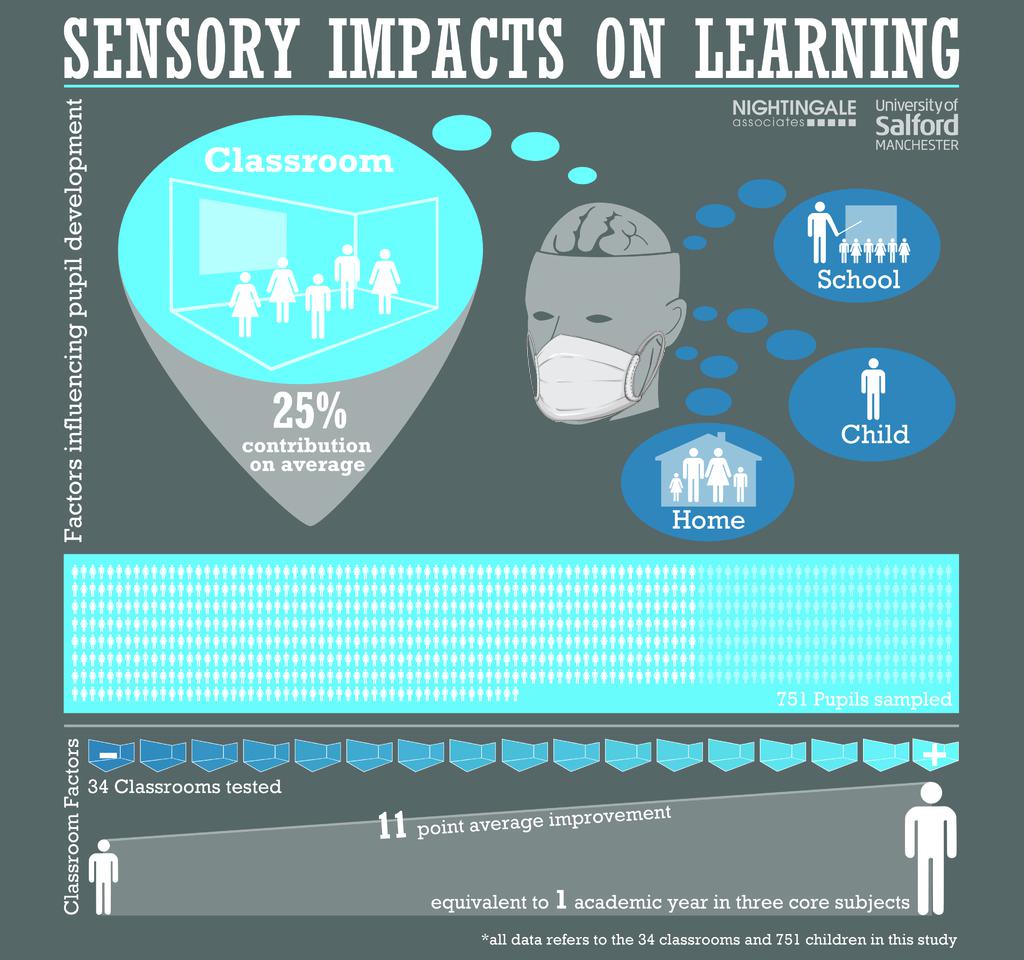 SENSORY IMPACTS ON LEARNING
Factors influencing pupil development
NIGHTINGALE
associates
University of
Salford
MANCHESTER
Classroom
25%
contribution
on average
School
Child
Home
751 Pupils sampled
Classroom Factors
-
+
34 Classrooms tested
11 point average improvement
equivalent to 1 academic year in three core subjects
*all data refers to the 34 classrooms and 751 children in this study